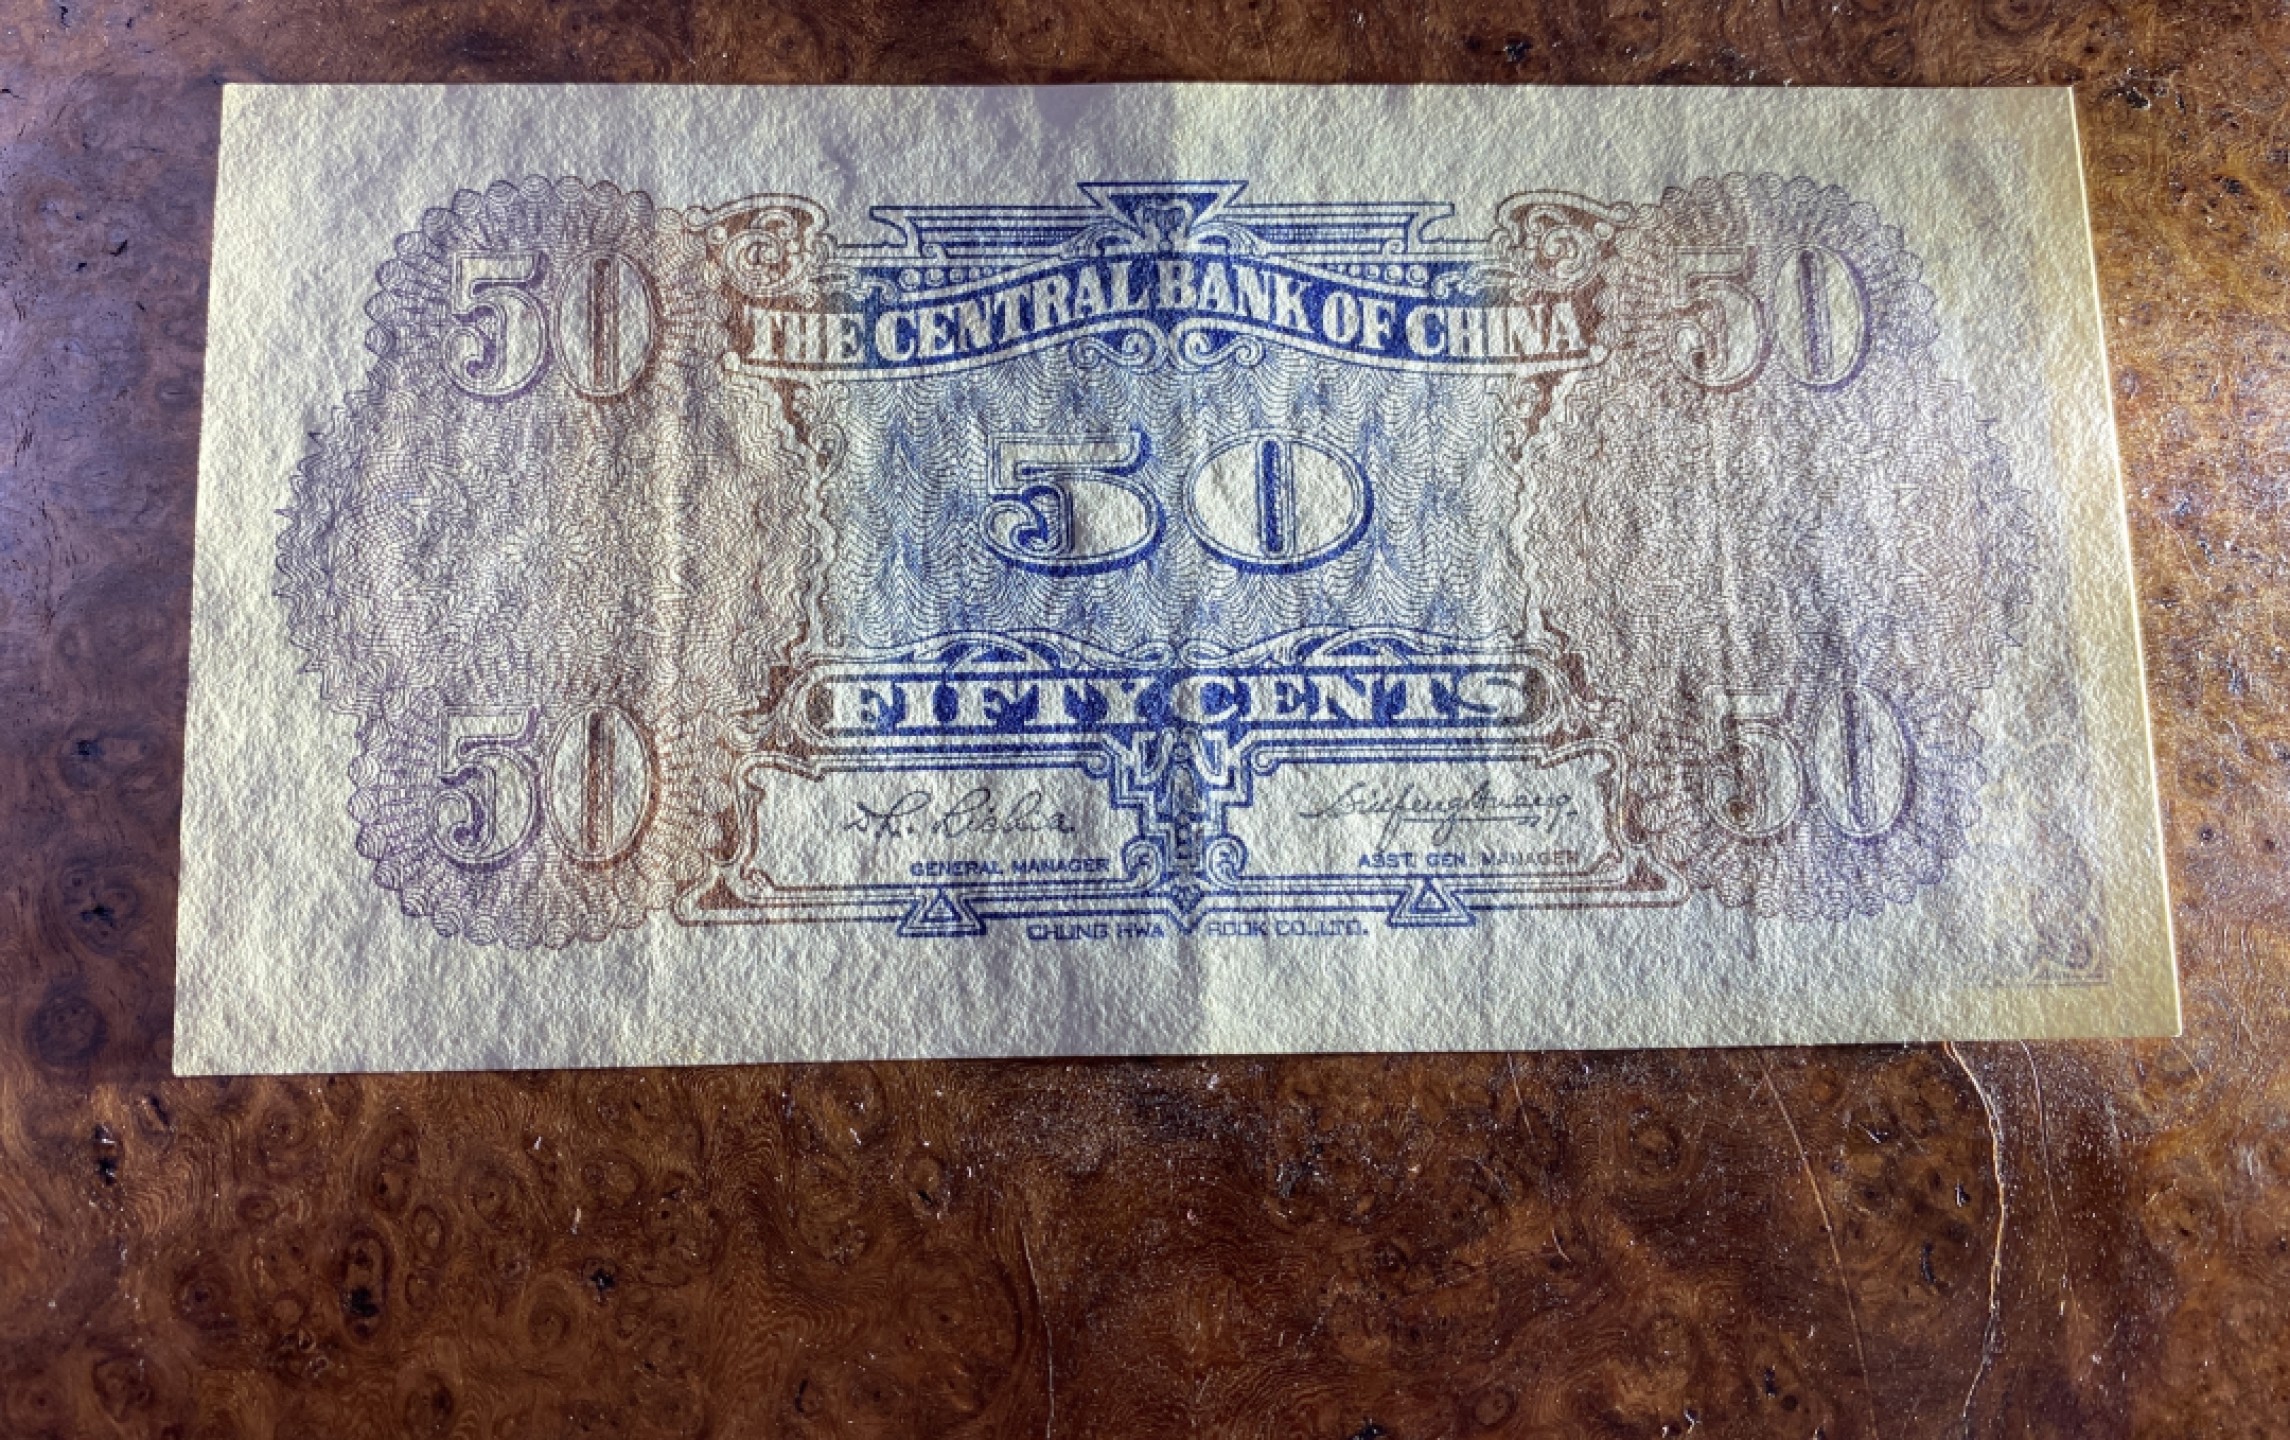 50 50
THE CENTRAL BANK OF CHINA
50
FIFTY CENTS
50 50
GENERAL MANAGER ASST. GEN. MANAGER
CHUNG HWA BOOK CO., LTD.